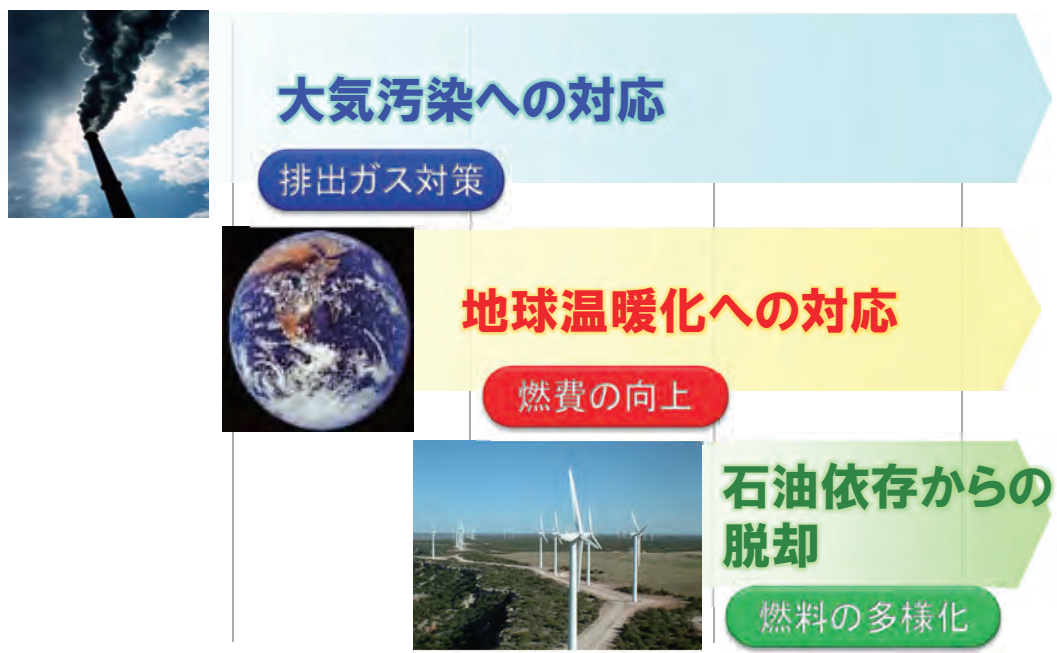 大気汚染への対応
排出ガス対策
地球温暖化への対応
燃費の向上
石油依存からの
脱却
燃料の多様化